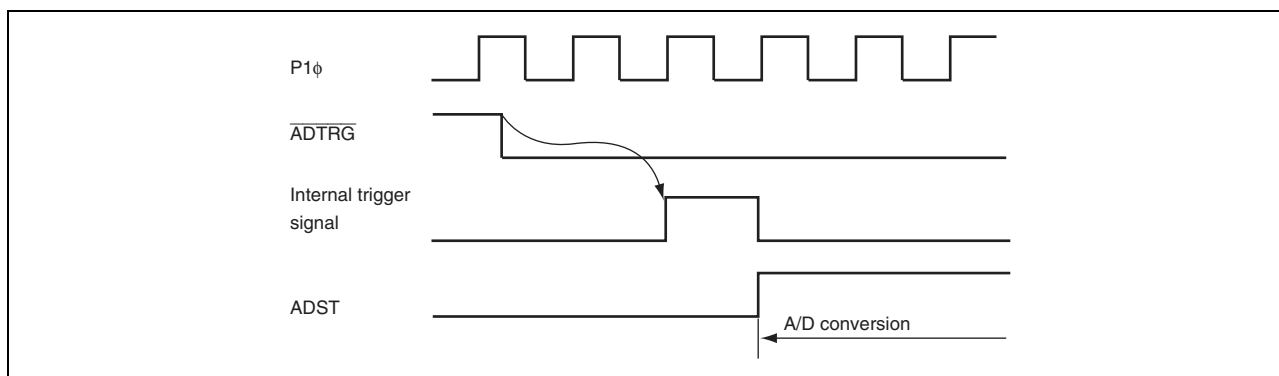 P1ϕ
ADTRG
Internal trigger
signal
ADST
A/D conversion